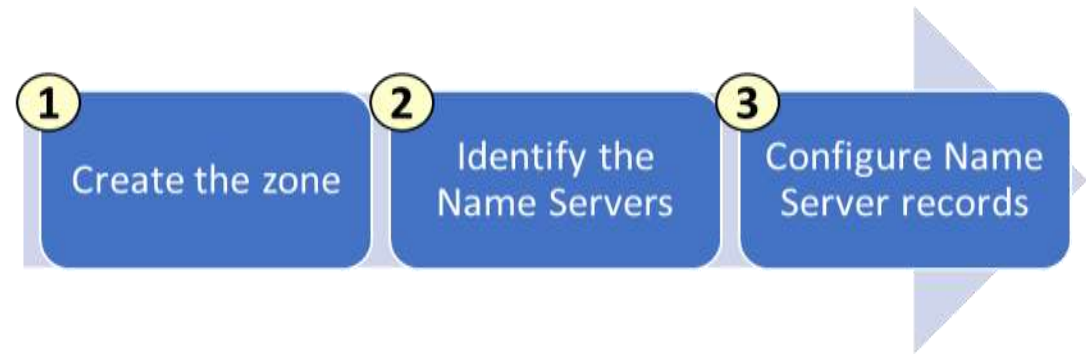 1
Create the zone
2
Identify the
Name Servers
3
Configure Name
Server records